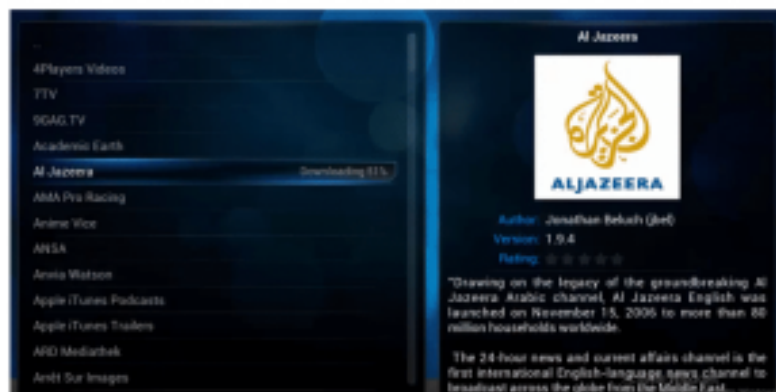 ..
4Players Videos
7TV
9GAG.TV
Academic Earth
Al Jazeera
Downloading 81%
AMA Pro Racing
Anime Vice
ANSA
Anwa Watson
Apple iTunes Podcasts
Apple iTunes Trailers
ARD Mediathek
Arrêt Sur Images
Al Jazeera
الجزيرة
ALJAZEERA
Author: Jonathan Beluch (jbel)
Version: 1.9.4
Rating:
"Drawing on the legacy of the groundbreaking Al
Jazeera Arabic channel, Al Jazeera English was
launched on November 15, 2006 to more than 80
million households worldwide.
The 24-hour news and current affairs channel is the
first international English-language news channel to
broadcast across the globe from the Middle East.